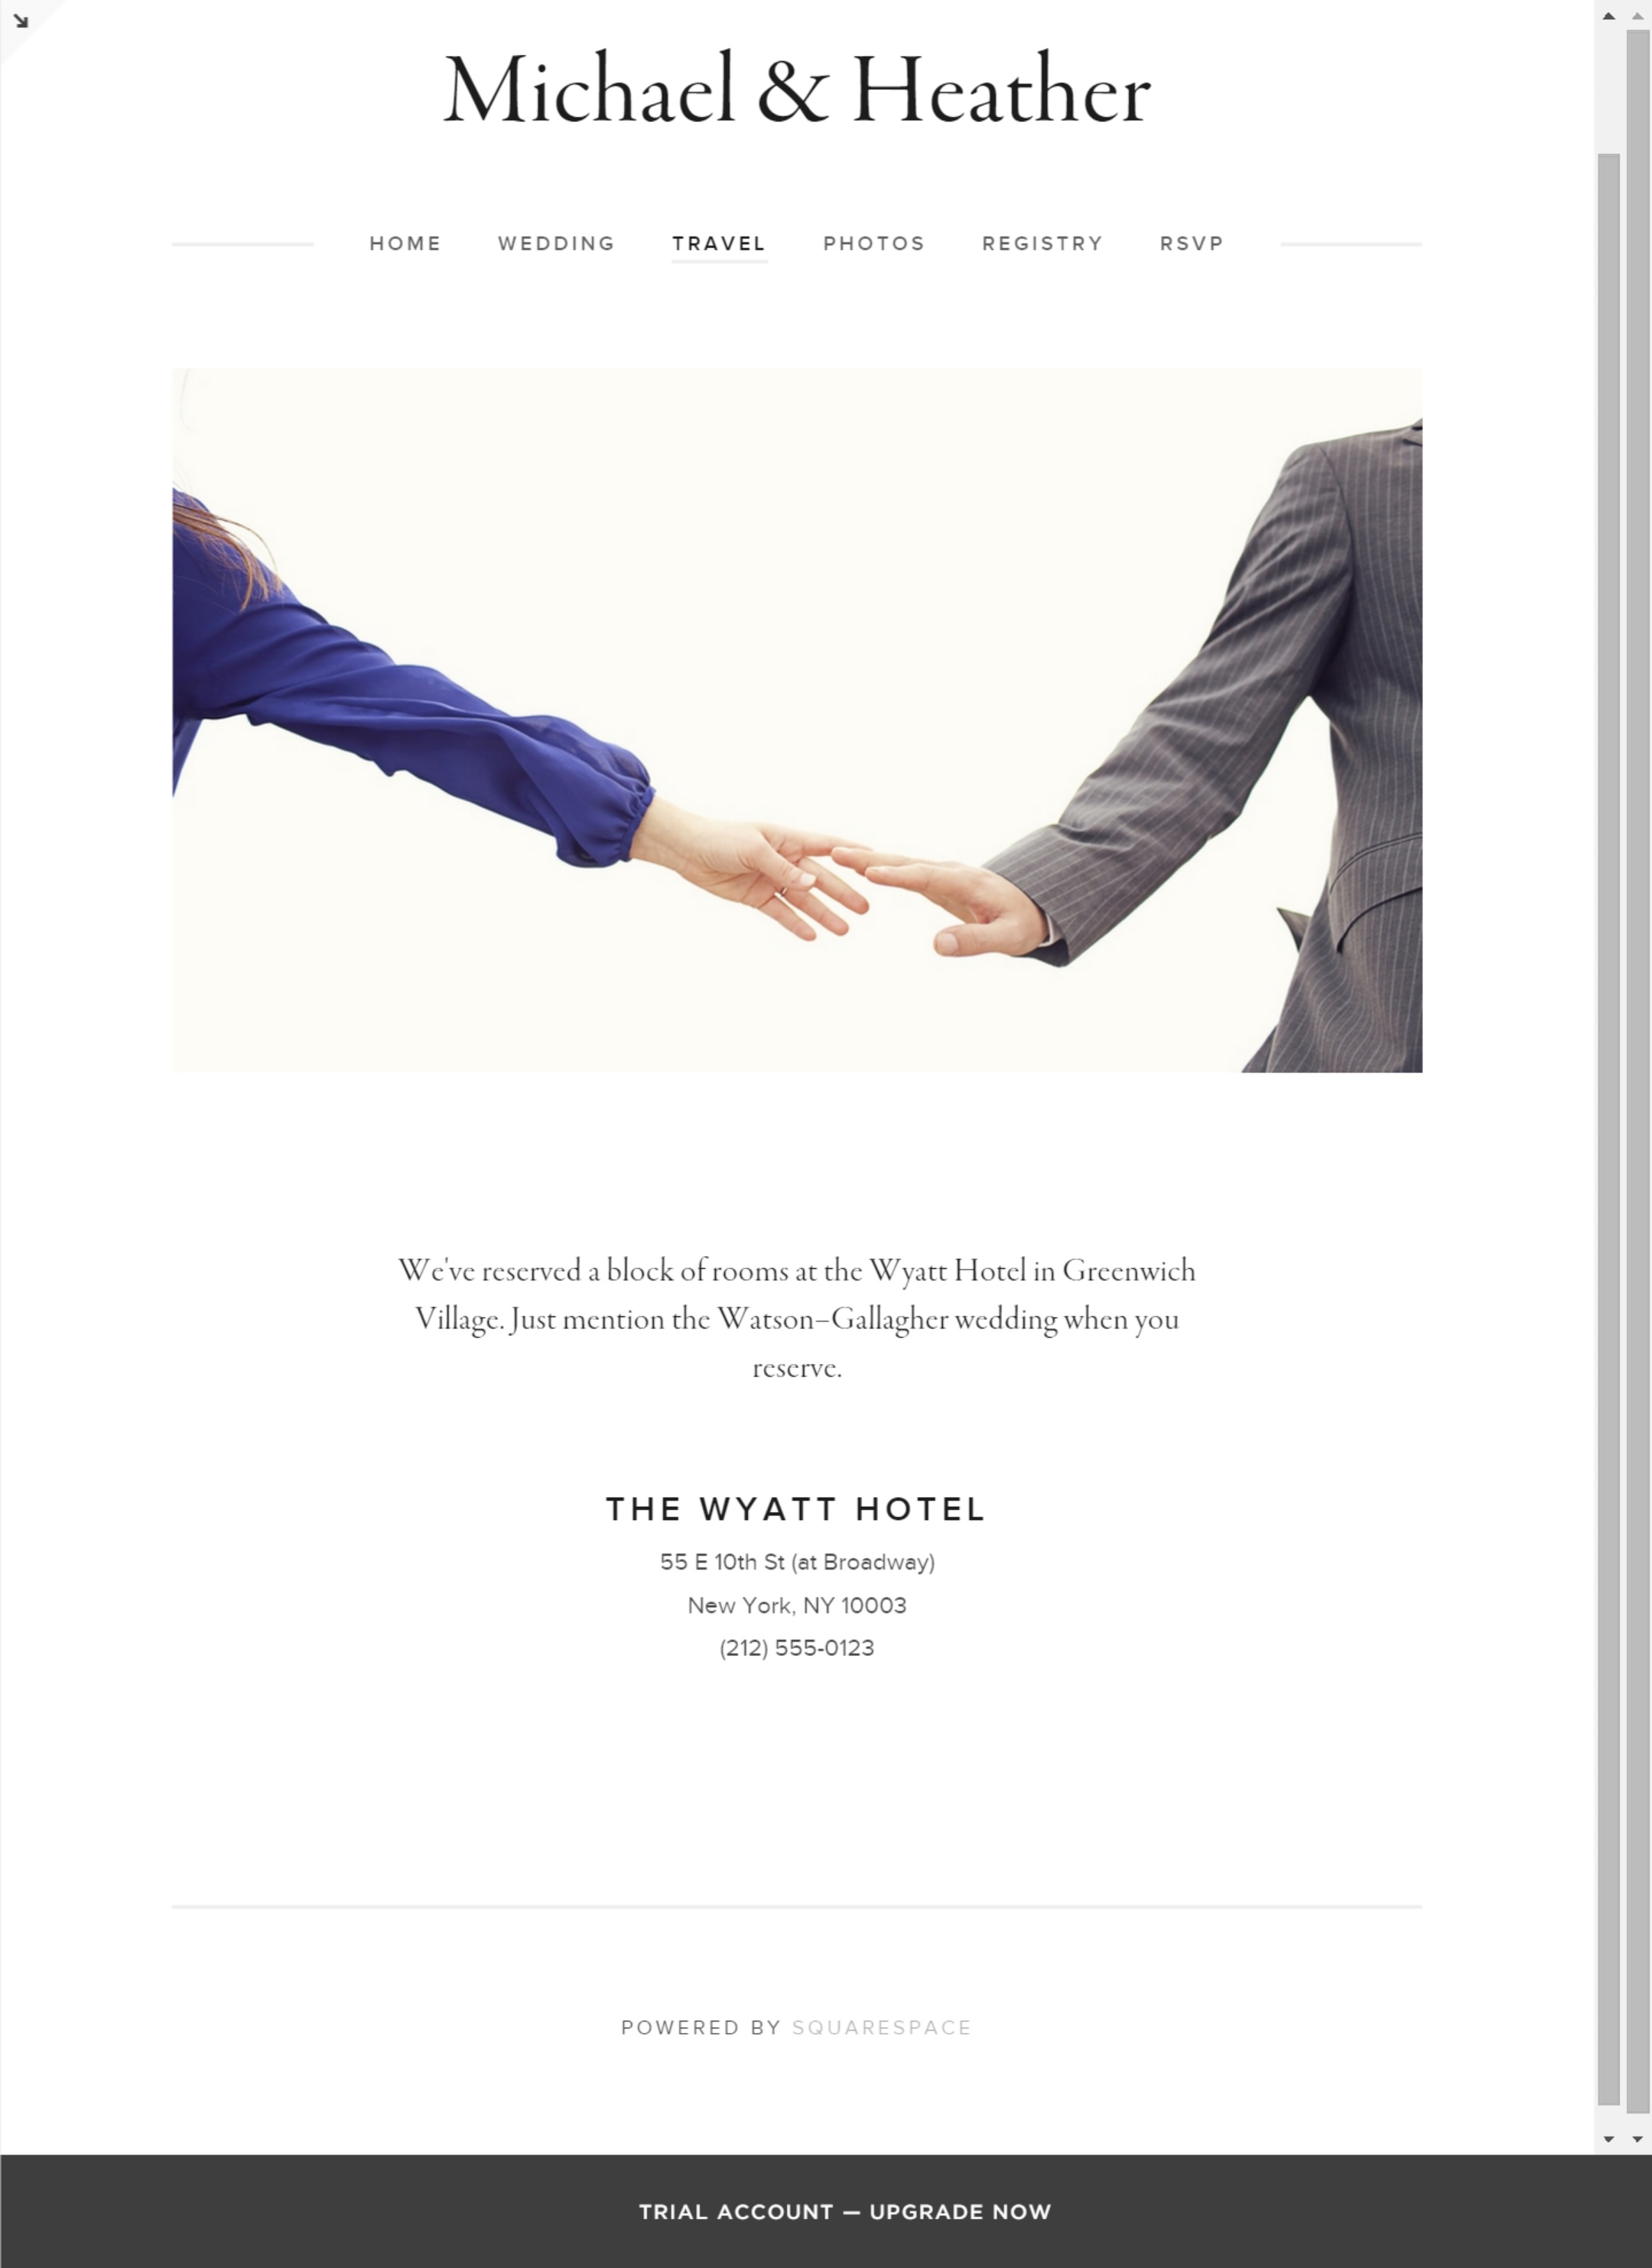 Michael & Heather
HOME WEDDING TRAVEL PHOTOS REGISTRY RSVP
We've reserved a block of rooms at the Wyatt Hotel in Greenwich
Village. Just mention the Watson–Gallagher wedding when you
reserve.
THE WYATT HOTEL
55 E 10th St (at Broadway)
New York, NY 10003
(212) 555-0123
POWERED BY SQUARESPACE
TRIAL ACCOUNT — UPGRADE NOW